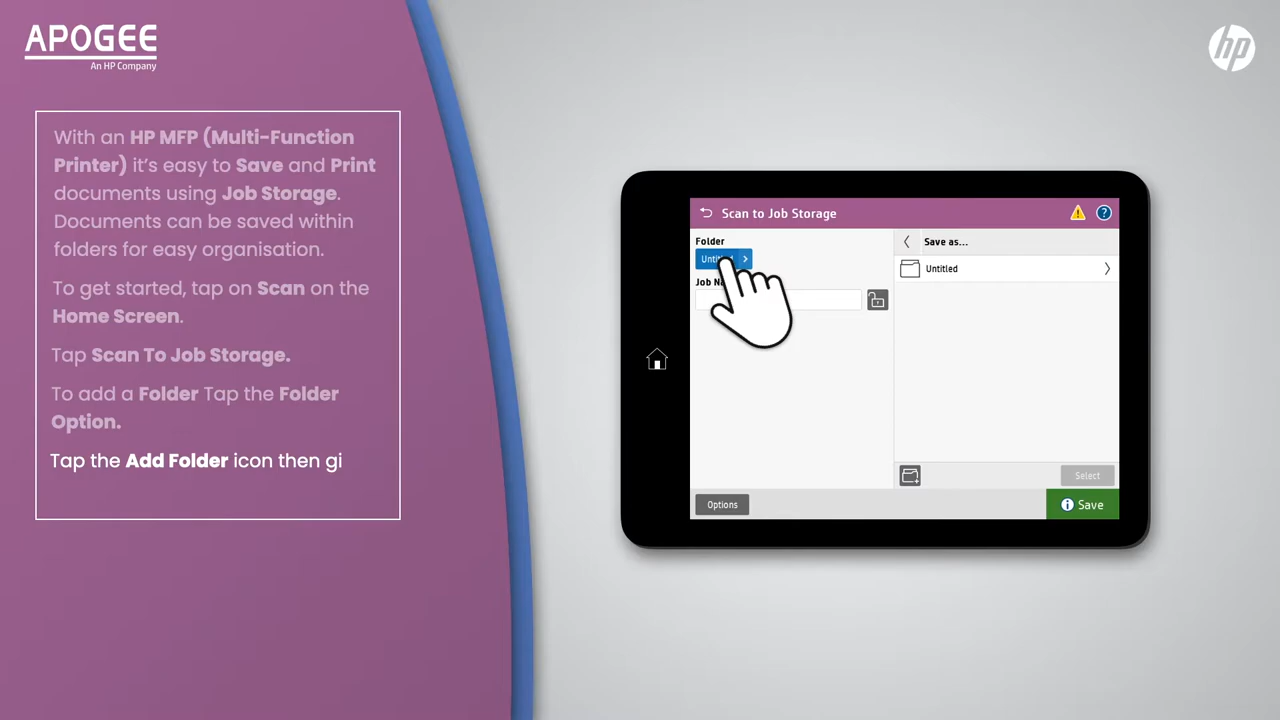 APOGEE
An HP Company
hp
With an HP MFP (Multi-Function
Printer) it's easy to Save and Print
documents using Job Storage.
Documents can be saved within
folders for easy organisation.
To get started, tap on Scan on the
Home Screen.
Tap Scan To Job Storage.
To add a Folder Tap the Folder
Option.
Tap the Add Folder icon then gi
Scan to Job Storage
?
Folder
Save as...
Untitled
Job
Options
Select
Save